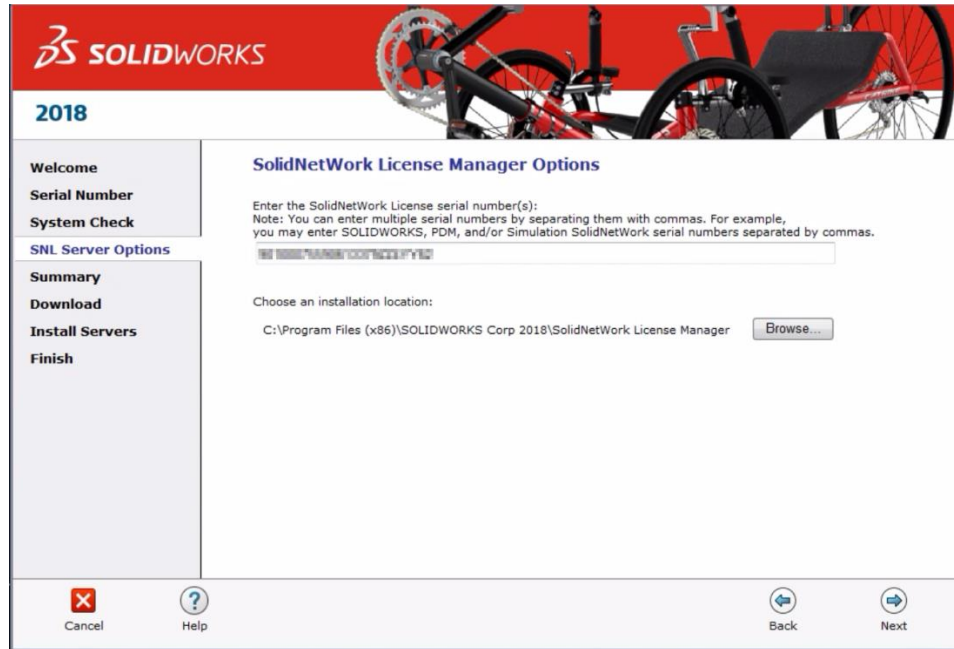 SOLIDWORKS
2018
Welcome
Serial Number
System Check
SNL Server Options
Summary
Download
Install Servers
Finish
SolidNetWork License Manager Options
Enter the SolidNetWork License serial number(s):
Note: You can enter multiple serial numbers by separating them with commas. For example,
you may enter SOLIDWORKS, PDM, and/or Simulation SolidNetWork serial numbers separated by commas.
Choose an installation location:
C:\Program Files (x86)\SOLIDWORKS Corp 2018\SolidNetWork License Manager Browse...
Cancel Help Back Next